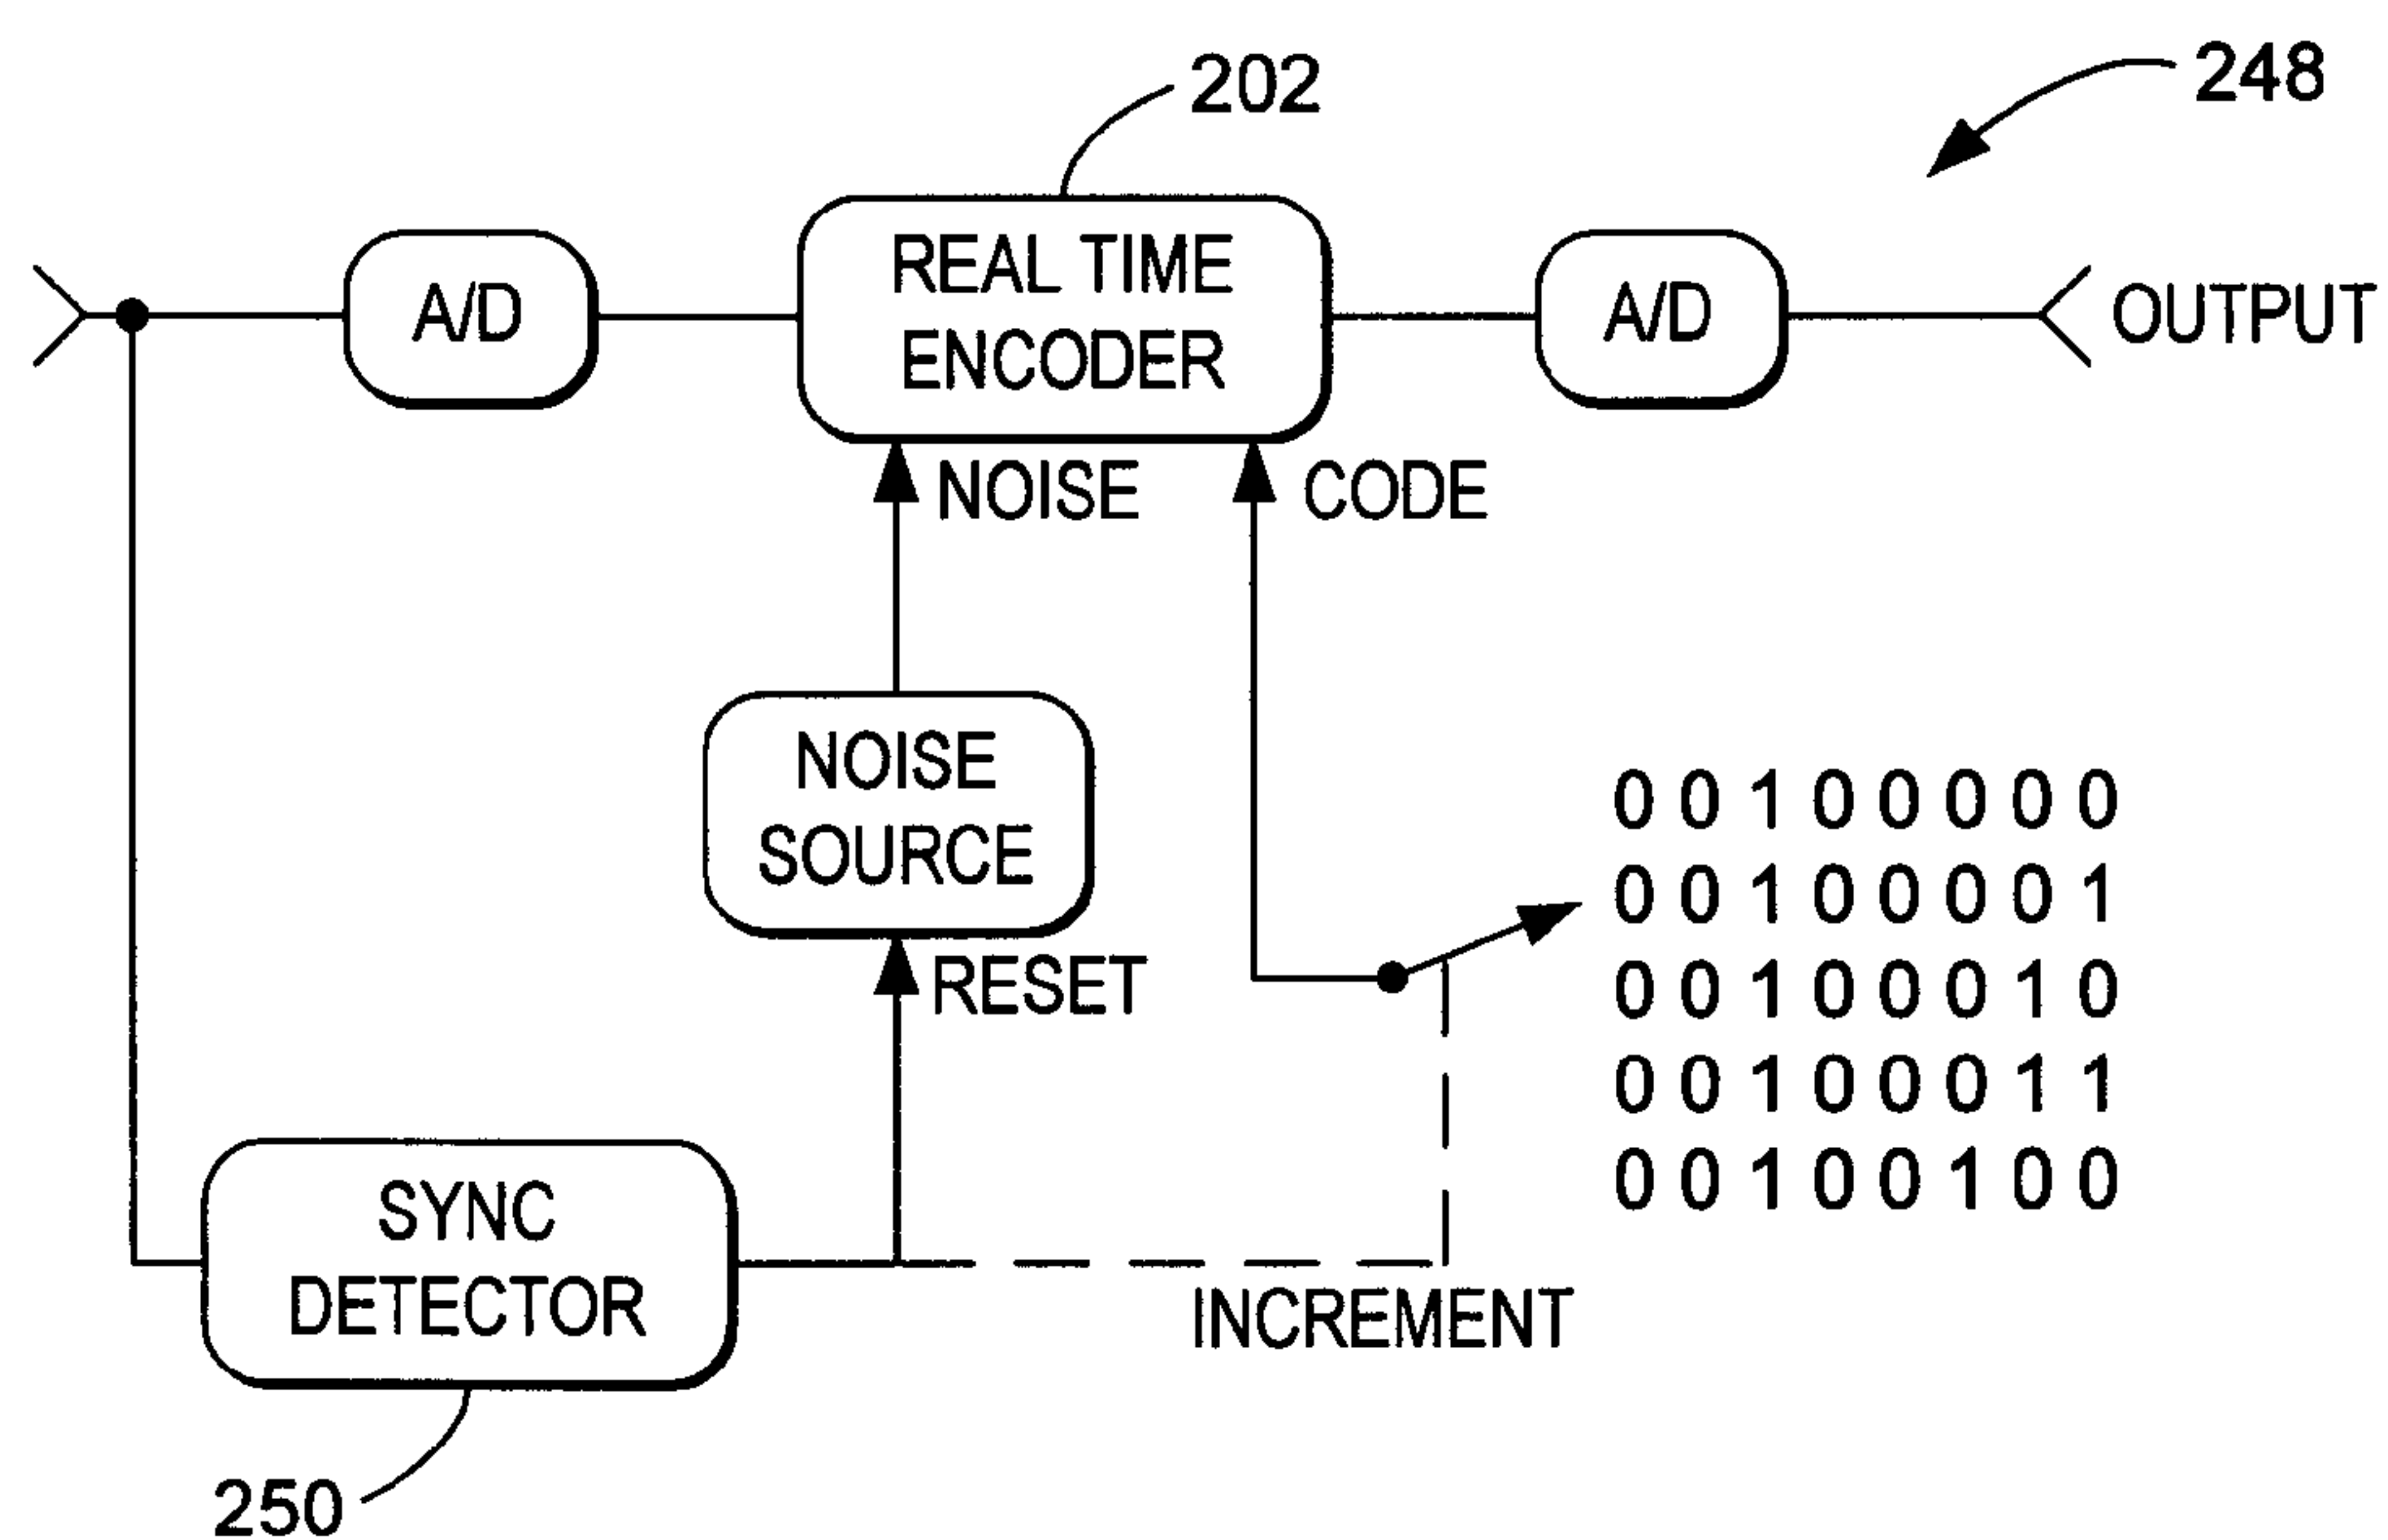 202
248
A/D
REAL TIME
ENCODER
A/D
OUTPUT
NOISE
CODE
NOISE
SOURCE
RESET
0 0 1 0 0 0 0 0
0 0 1 0 0 0 0 1
0 0 1 0 0 0 1 0
0 0 1 0 0 0 1 1
0 0 1 0 0 1 0 0
SYNC
DETECTOR
INCREMENT
250